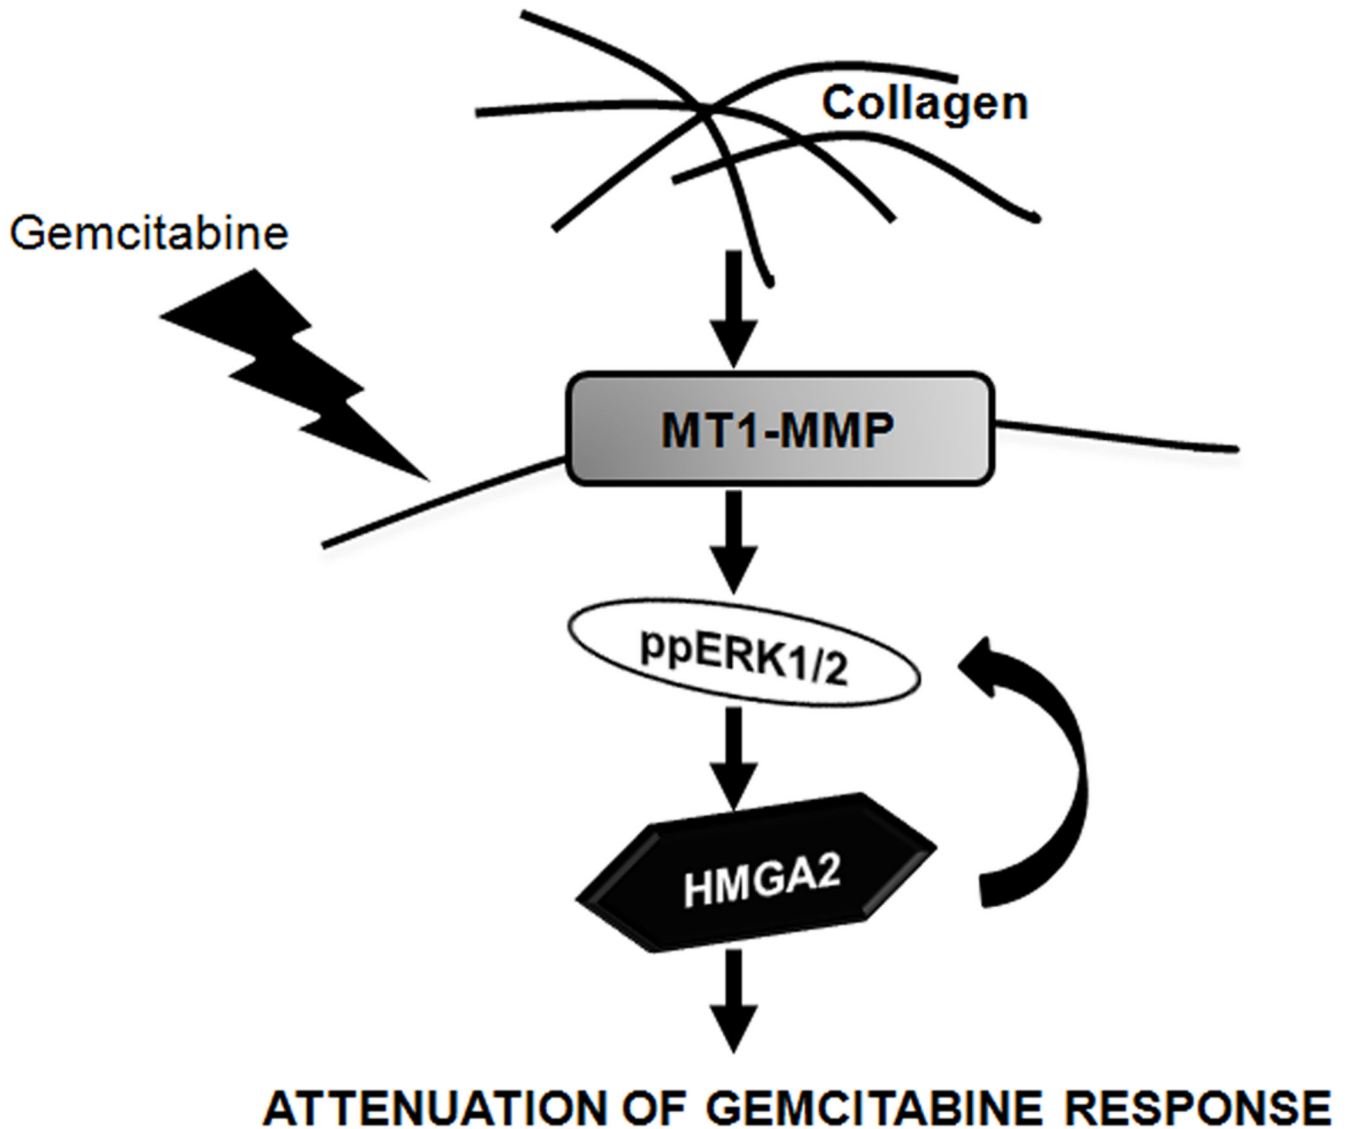 Collagen
Gemcitabine
MT1-MMP
ppERK1/2
HMGA2
ATTENUATION OF GEMCITABINE RESPONSE